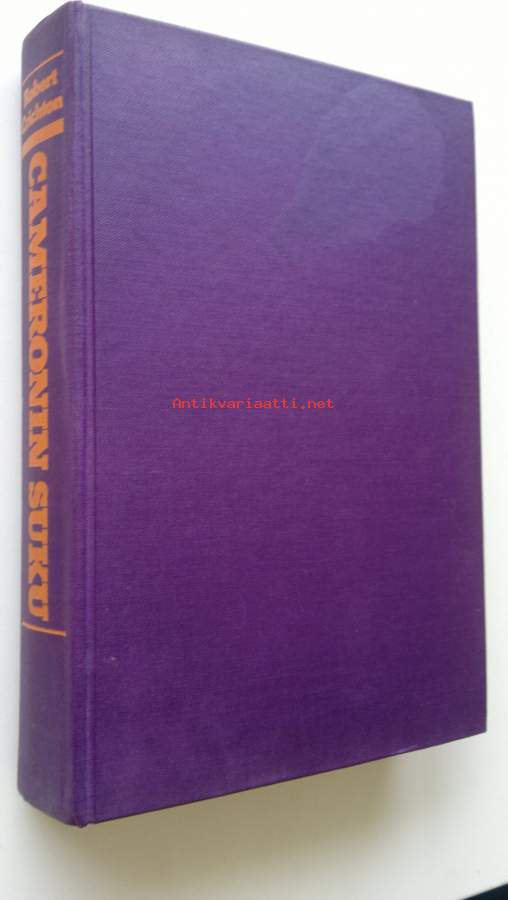 Robert
Crichton
CAMERONIN SUKU
Antikvariaatti.net